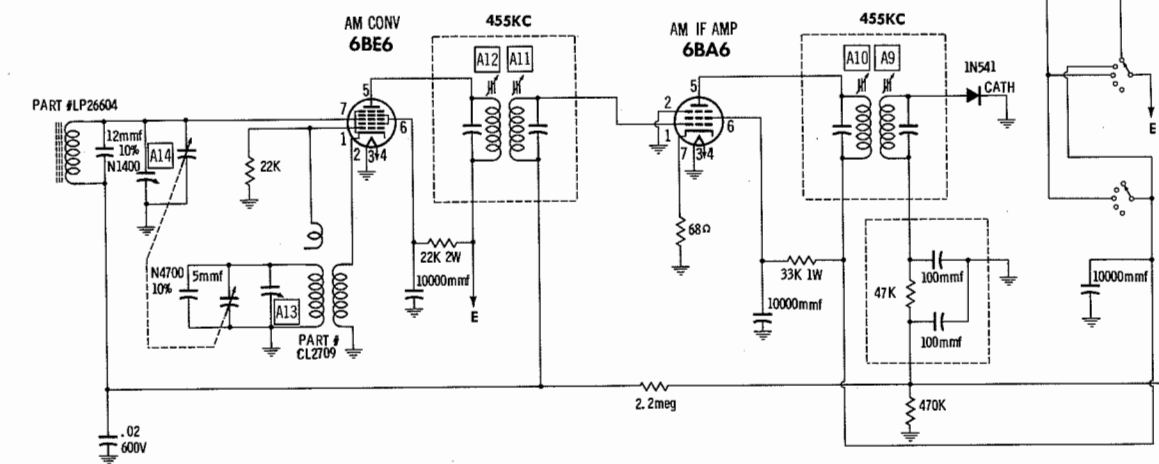 AM CONV
6BE6
455KC
AM IF AMP
6BA6
455KC
A12
A11
A10
A9
1N541
CATH
PART #LP26604
12mmf
10%
N1400
A14
7
5
6
1
2
3
4
22K
2
5
6
1
7
3
4
E
68Ω
22K 2W
10000mmf
E
N4700
10%
5mmf
A13
PART #
CL2709
33K 1W
10000mmf
100mmf
47K
100mmf
10000mmf
2.2meg
470K
.02
600V